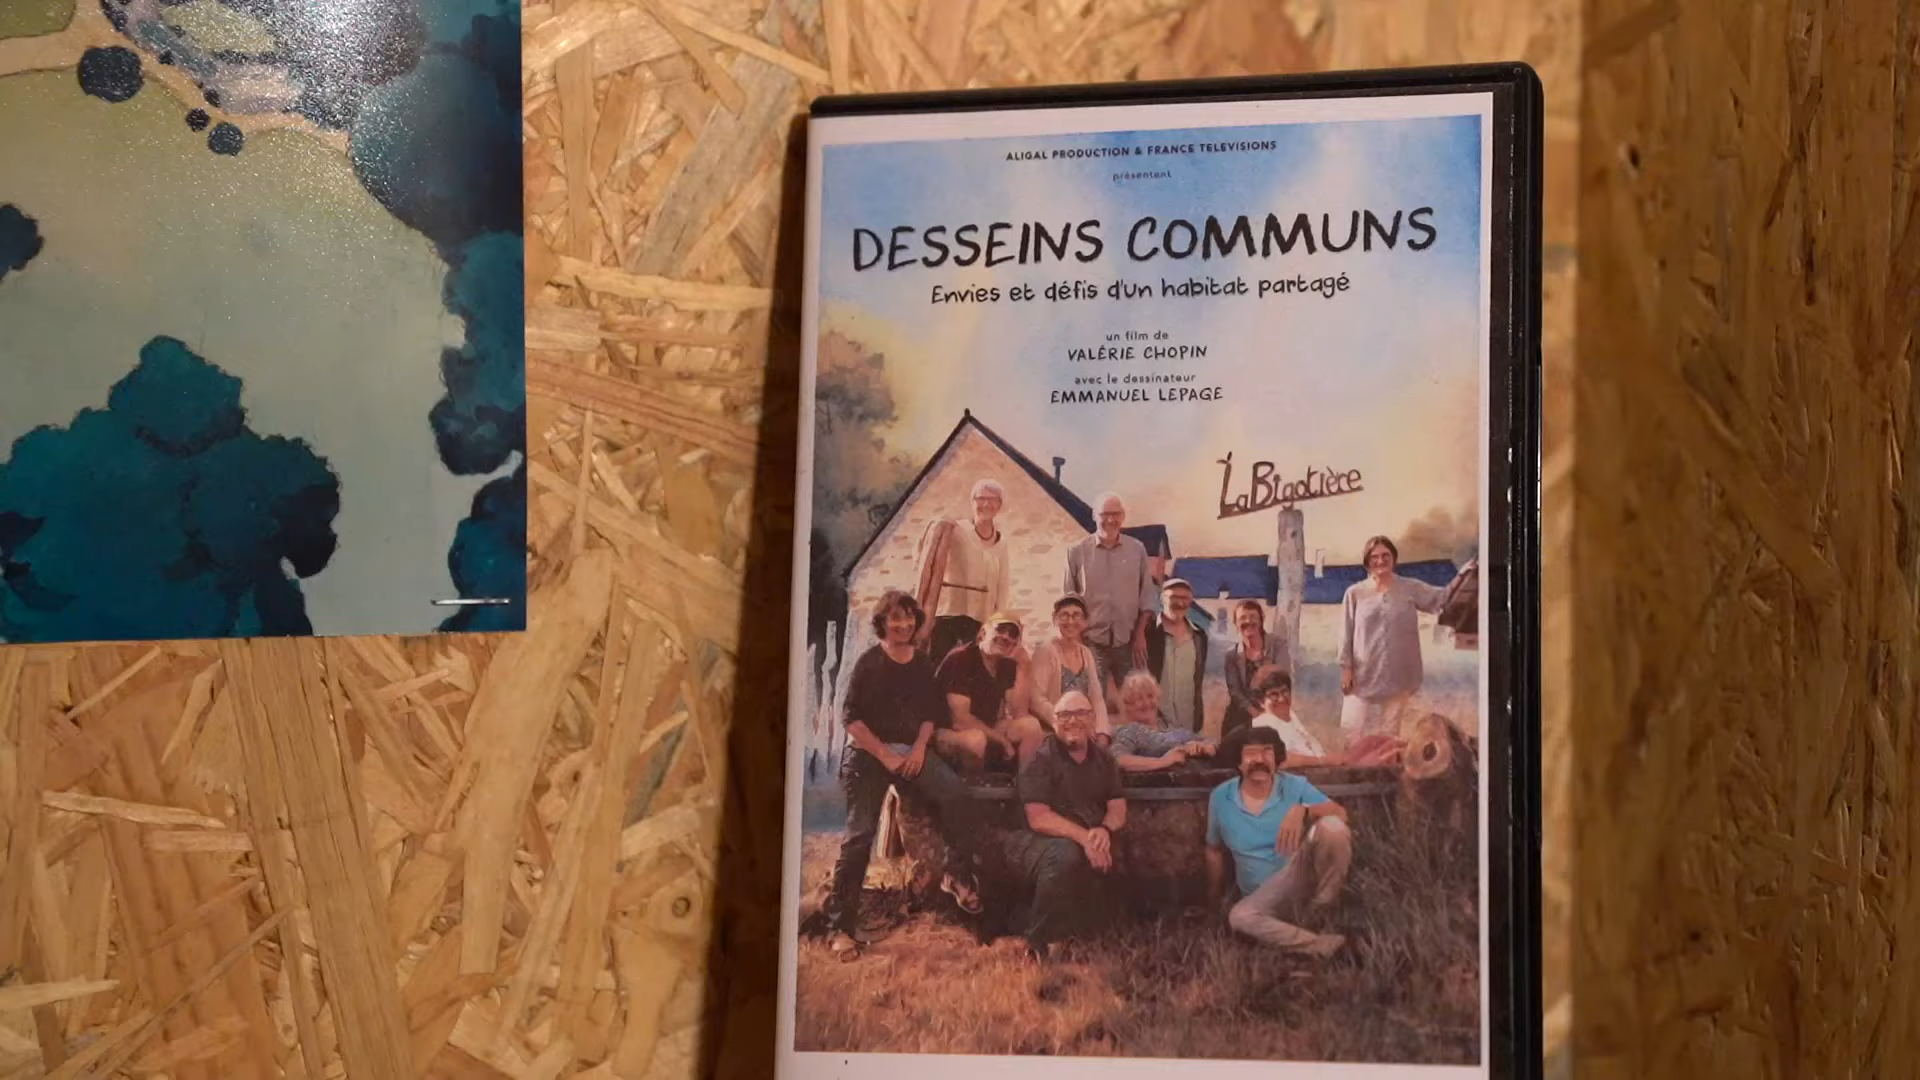 ALIGAL PRODUCTION & FRANCE TELEVISIONS
présentent
DESSEINS COMMUNS
Envies et défis d'un habitat partagé
un film de
VALÉRIE CHOPIN
avec le dessinateur
EMMANUEL LEPAGE
La Bigotière